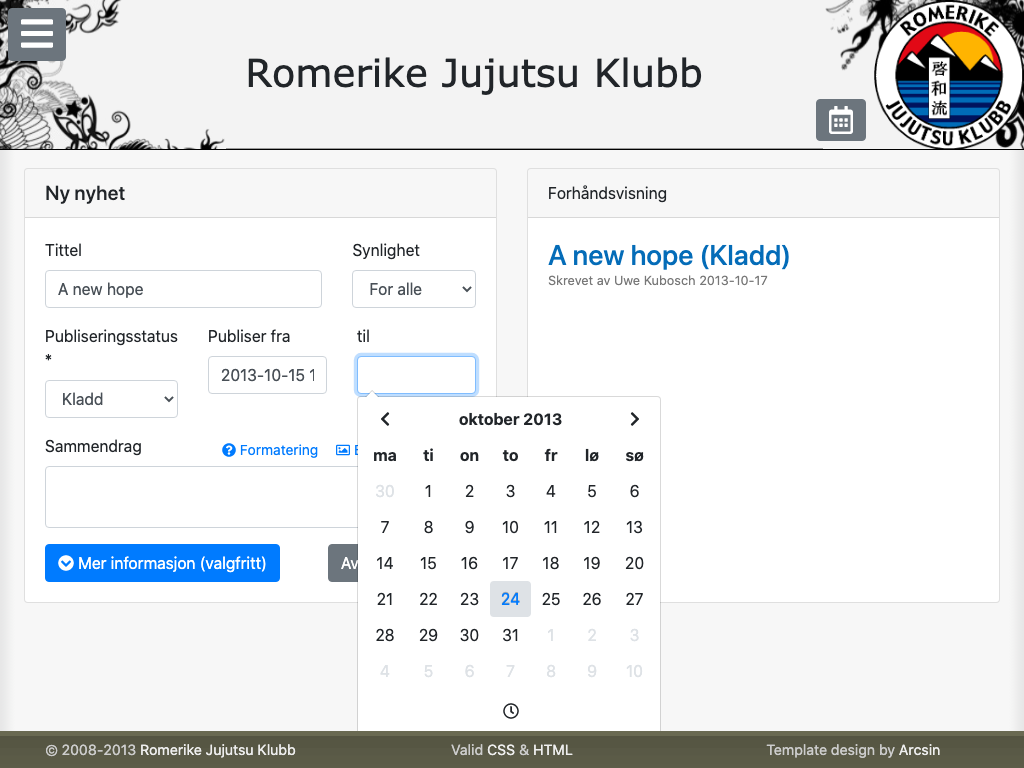 Romerike Jujutsu Klubb
ROMERIKE
啓和流
JUJUTSU KLUBB
Ny nyhet
Tittel
Synlighet
A new hope
For alle
Publiseringsstatus
*
Publiser fra
til
2013-10-15 1
Kladd
Sammendrag
Formatering
Mer informasjon (valgfritt)
Av
oktober 2013
ma ti on to fr lø sø
30 1 2 3 4 5 6
7 8 9 10 11 12 13
14 15 16 17 18 19 20
21 22 23 24 25 26 27
28 29 30 31 1 2 3
4 5 6 7 8 9 10
Forhåndsvisning
A new hope (Kladd)
Skrevet av Uwe Kubosch 2013-10-17
© 2008-2013 Romerike Jujutsu Klubb
Valid CSS & HTML
Template design by Arcsin